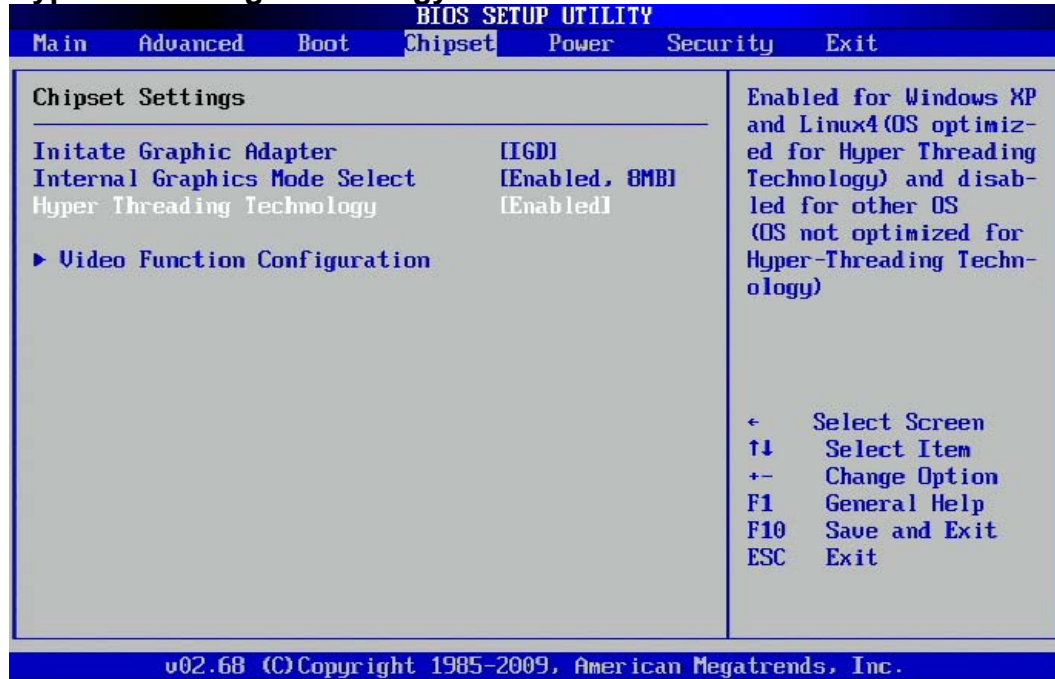 BIOS SETUP UTILITY
Main Advanced Boot Chipset Power Security Exit
Chipset Settings
Initate Graphic Adapter [IGD]
Internal Graphics Mode Select [Enabled, 8MB]
Hyper Threading Technology [Enabled]
▶ Video Function Configuration
Enabled for Windows XP
and Linux4(OS optimiz-
ed for Hyper Threading
Technology) and disab-
led for other OS
(OS not optimized for
Hyper-Threading Techn-
ology)
← Select Screen
↑↓ Select Item
+- Change Option
F1 General Help
F10 Save and Exit
ESC Exit
v02.68 (C)Copyright 1985-2009, American Megatrends, Inc.